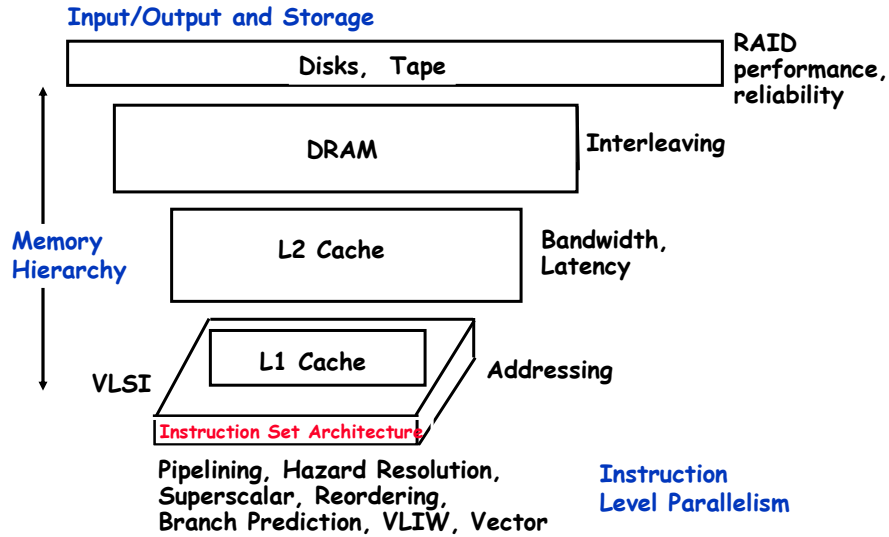 Input/Output and Storage
Disks, Tape
RAID
performance,
reliability
DRAM
Interleaving
Memory
Hierarchy
L2 Cache
Bandwidth,
Latency
L1 Cache
VLSI
Addressing
Instruction Set Architecture
Pipelining, Hazard Resolution,
Superscalar, Reordering,
Branch Prediction, VLIW, Vector
Instruction
Level Parallelism